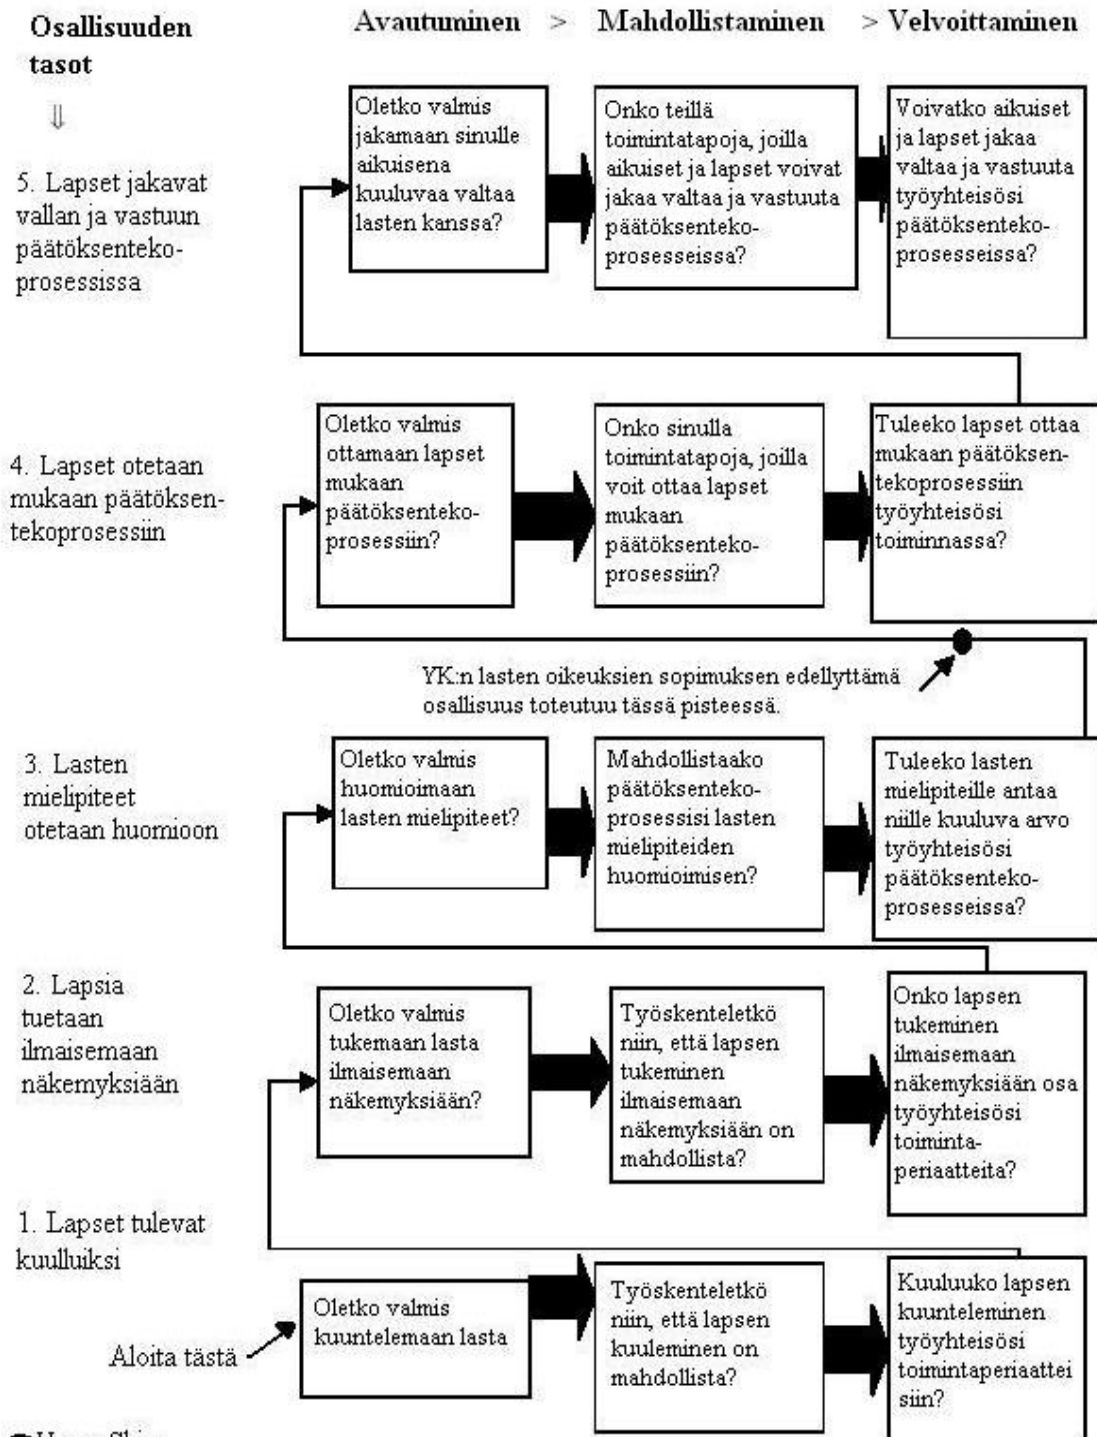 Osallisuuden
tasot
⇓
Avautuminen > Mahdollistaminen > Velvoittaminen
5. Lapset jakavat
vallan ja vastuun
päätöksenteko-
prosessissa
Oletko valmis
jakamaan sinulle
aikuisena
kuuluvaa valtaa
lasten kanssa?
Onko teillä
toimintatapoja, joilla
aikuiset ja lapset voivat
jakaa valtaa ja vastuuta
päätöksenteko-
prosesseissa?
Voivatko aikuiset
ja lapset jakaa
valtaa ja vastuuta
työyhteisösi
päätöksenteko-
prosesseissa?
4. Lapset otetaan
mukaan päätöksen-
tekoprosessiin
Oletko valmis
ottamaan lapset
mukaan
päätöksenteko-
prosessiin?
Onko sinulla
toimintatapoja, joilla
voit ottaa lapset
mukaan
päätöksenteko-
prosessiin?
Tuleeko lapset ottaa
mukaan päätöksen-
tekoprosessiin
työyhteisösi
toiminnassa?
YK:n lasten oikeuksien sopimuksen edellyttämä
osallisuus toteutuu tässä pisteessä.
3. Lasten
mielipiteet
otetaan huomioon
Oletko valmis
huomioimaan
lasten mielipiteet?
Mahdollistaako
päätöksenteko-
prosessisi lasten
mielipiteiden
huomioimisen?
Tuleeko lasten
mielipiteille antaa
niille kuuluva arvo
työyhteisösi
päätöksenteko-
prosesseissa?
2. Lapsia
tuetaan
ilmaisemaan
näkemyksiään
Oletko valmis
tukemaan lasta
ilmaisemaan
näkemyksiään?
Työskenteletkö
niin, että lapsen
tukeminen
ilmaisemaan
näkemyksiään on
mahdollista?
Onko lapsen
tukeminen
ilmaisemaan
näkemyksiään osa
työyhteisösi
toiminta-
periaatteita?
1. Lapset tulevat
kuulluiksi
Aloita tästä
Oletko valmis
kuuntelemaan lasta
Työskenteletkö
niin, että lapsen
kuuleminen on
mahdollista?
Kuuluuko lapsen
kuunteleminen
työyhteisösi
toimintaperiaattei
siin?